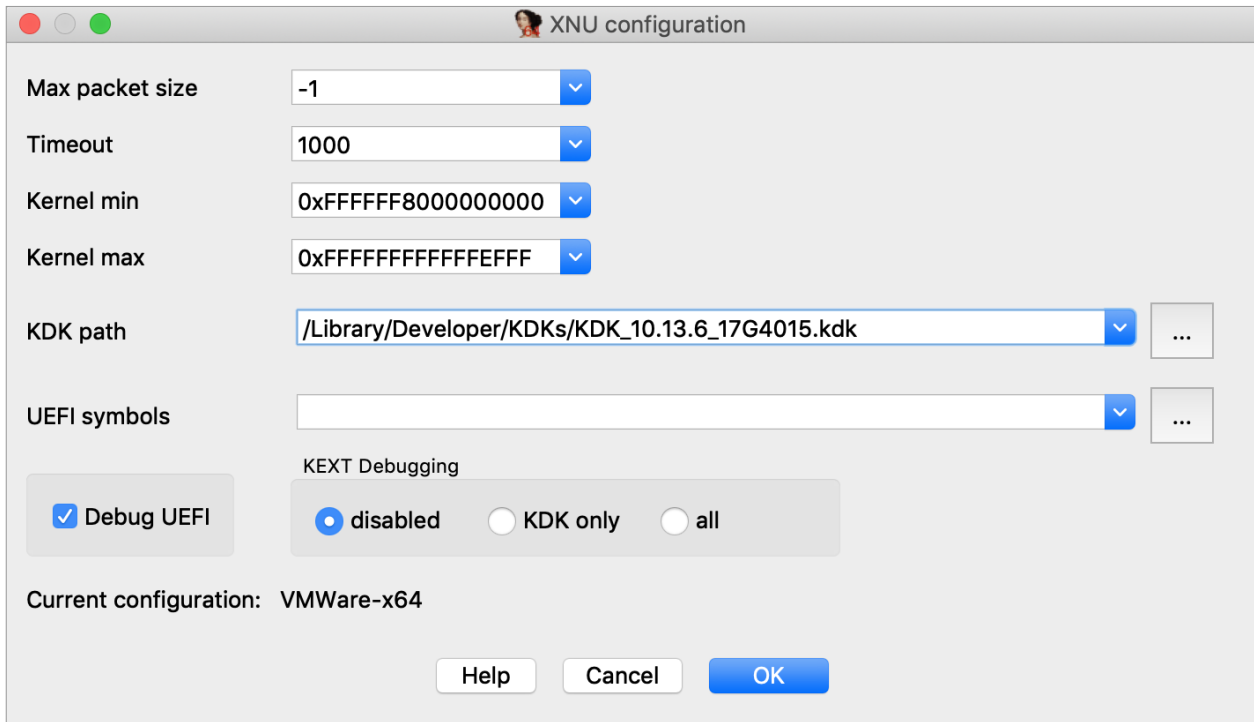 XNU configuration
Max packet size -1
Timeout 1000
Kernel min 0xFFFFFF8000000000
Kernel max 0xFFFFFFFFFFFFEFFF
KDK path /Library/Developer/KDKs/KDK_10.13.6_17G4015.kdk ...
UEFI symbols ...
KEXT Debugging
Debug UEFI disabled KDK only all
Current configuration: VMWare-x64
Help Cancel OK